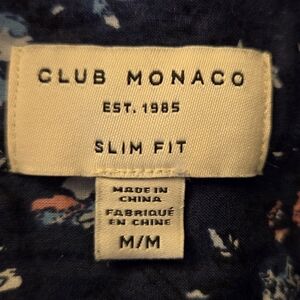 CLUB MONACO
EST. 1985
SLIM FIT
MADE IN
CHINA
FABRIQUÉ
EN CHINE
M/M